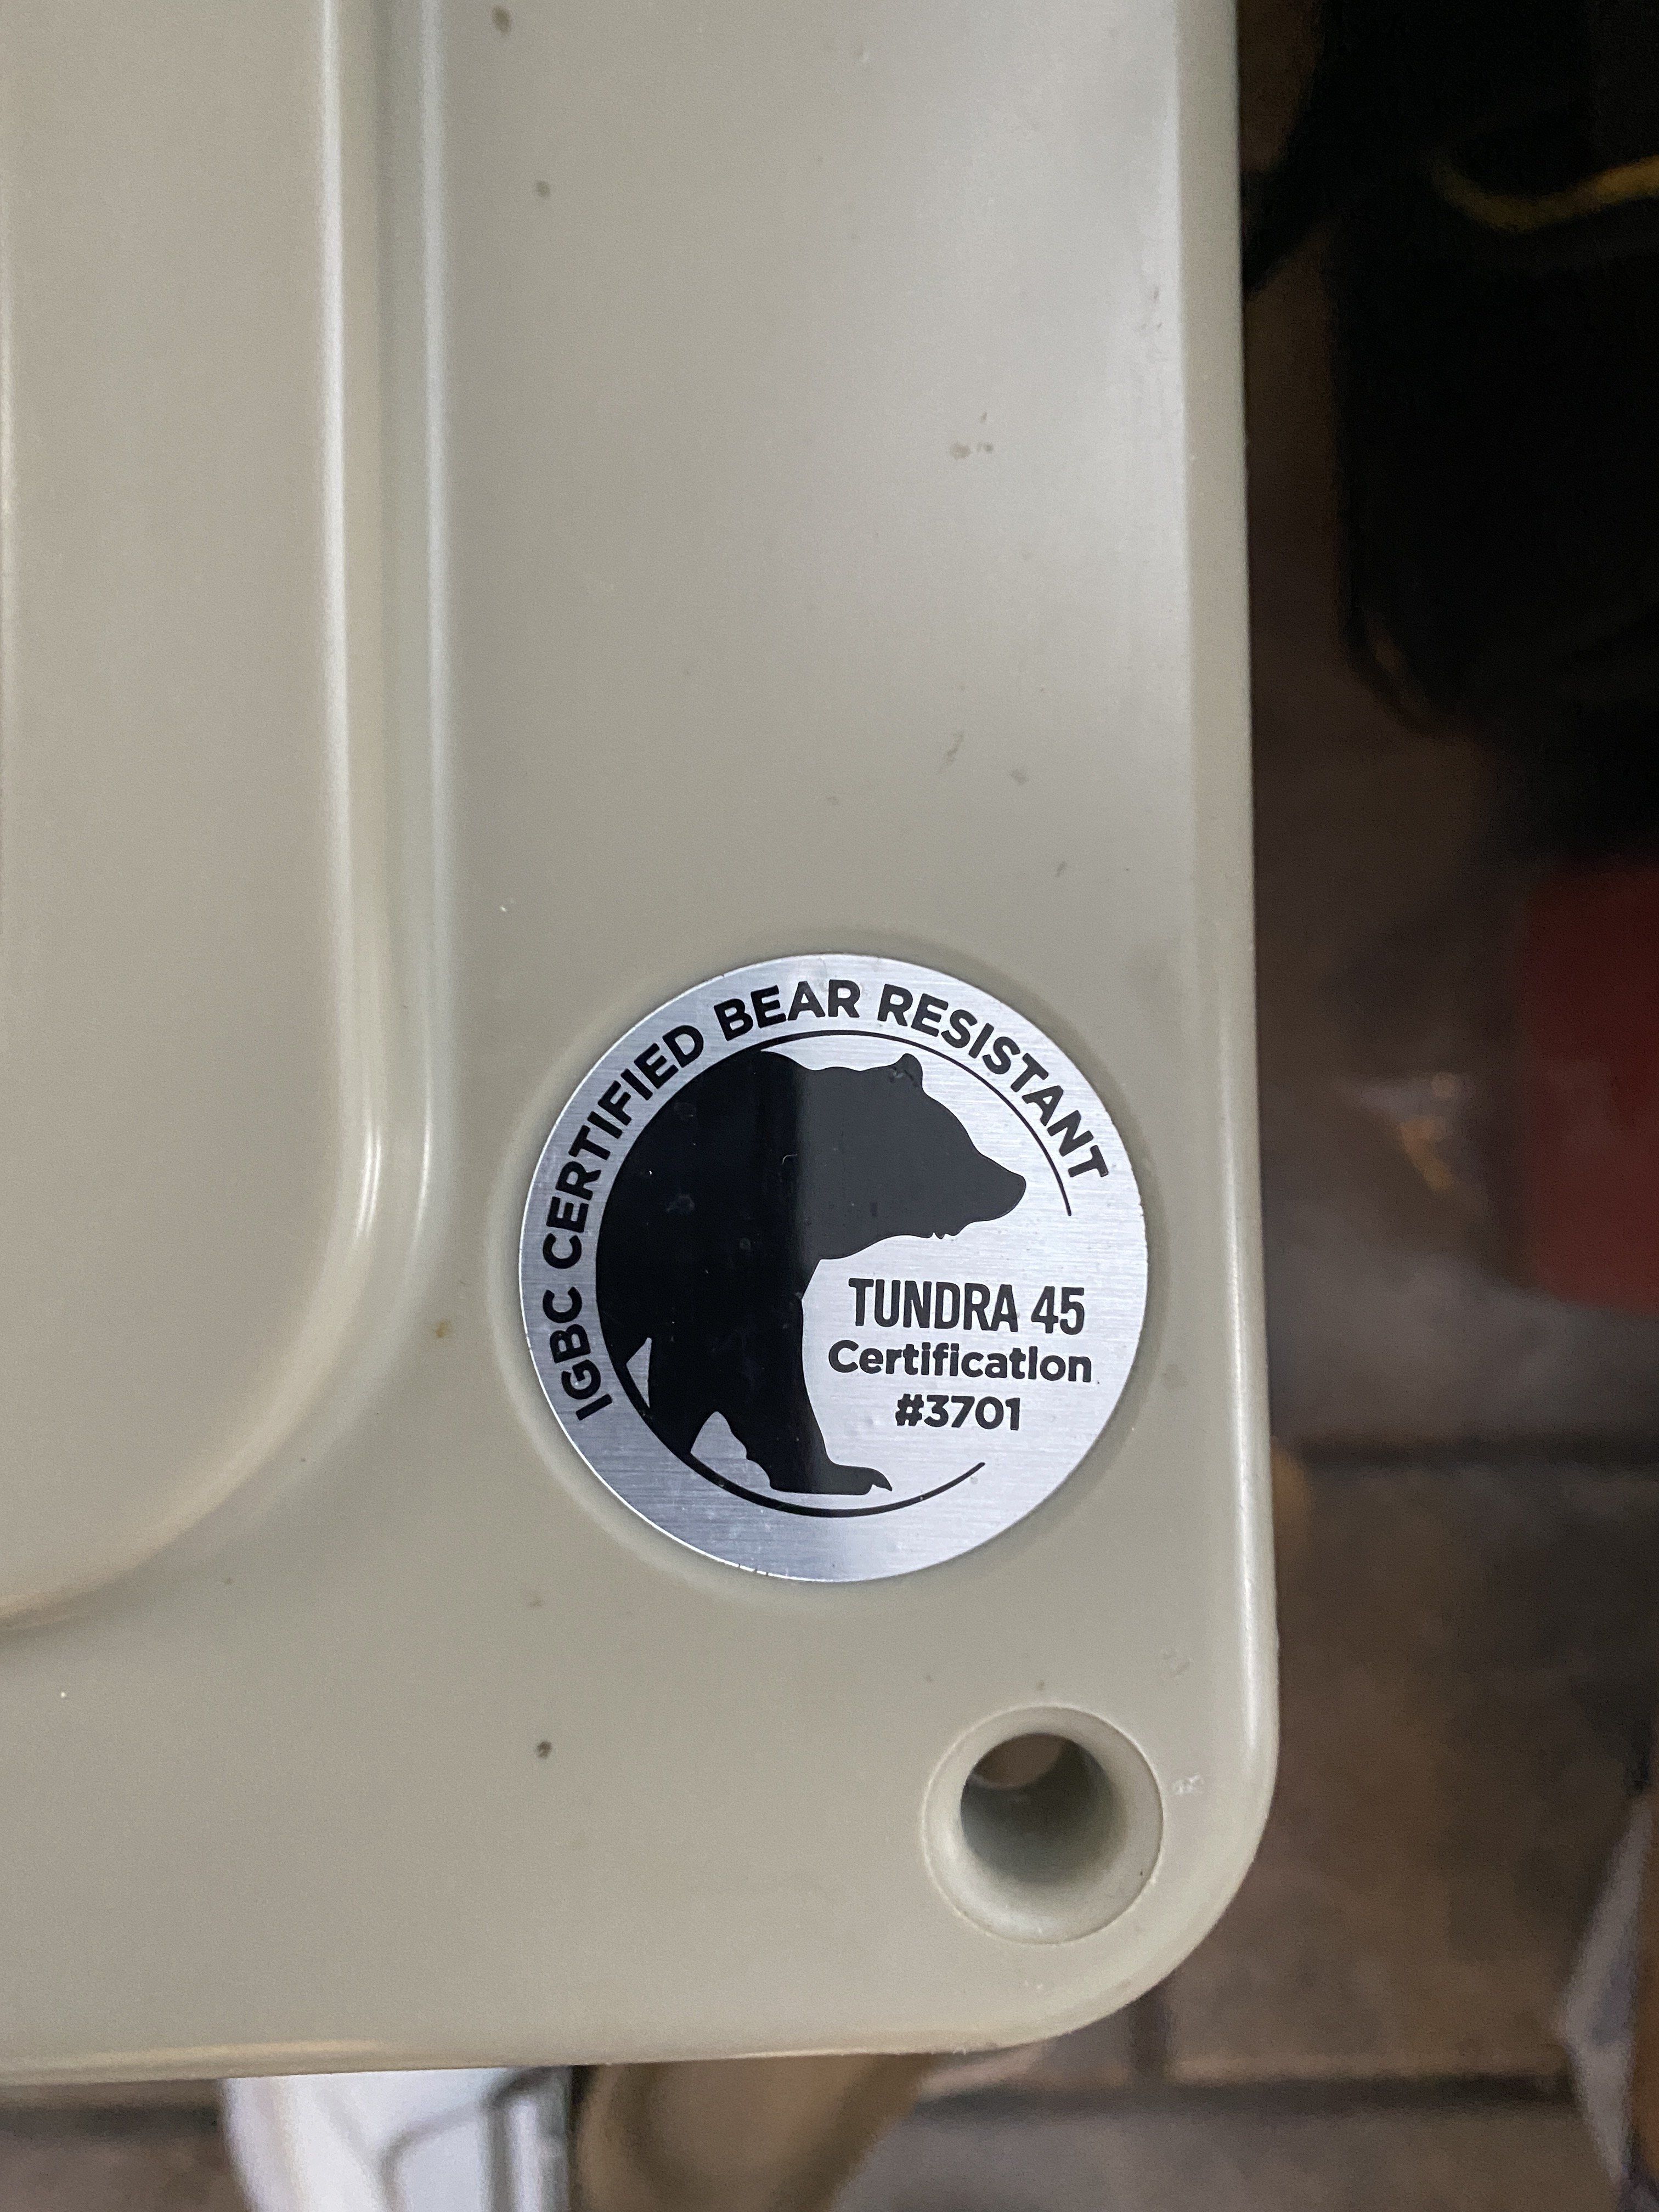 IGBC CERTIFIED BEAR RESISTANT
TUNDRA 45
Certification
#3701